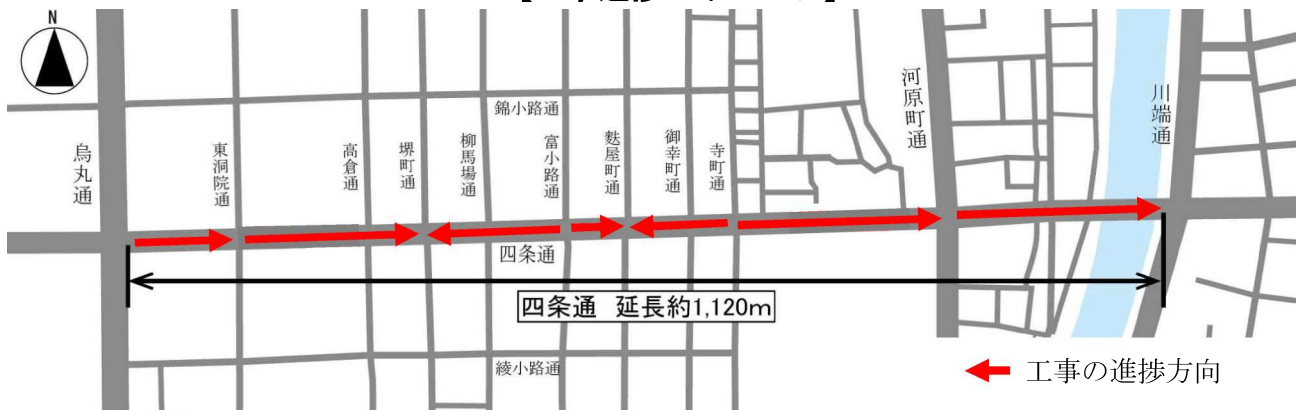 N
錦小路通
烏丸通
東洞院通
高倉通
堺町通
柳馬場通
富小路通
麩屋町通
御幸町通
寺町通
河原町通
川端通
四条通
四条通 延長約1,120m
綾小路通
工事の進捗方向